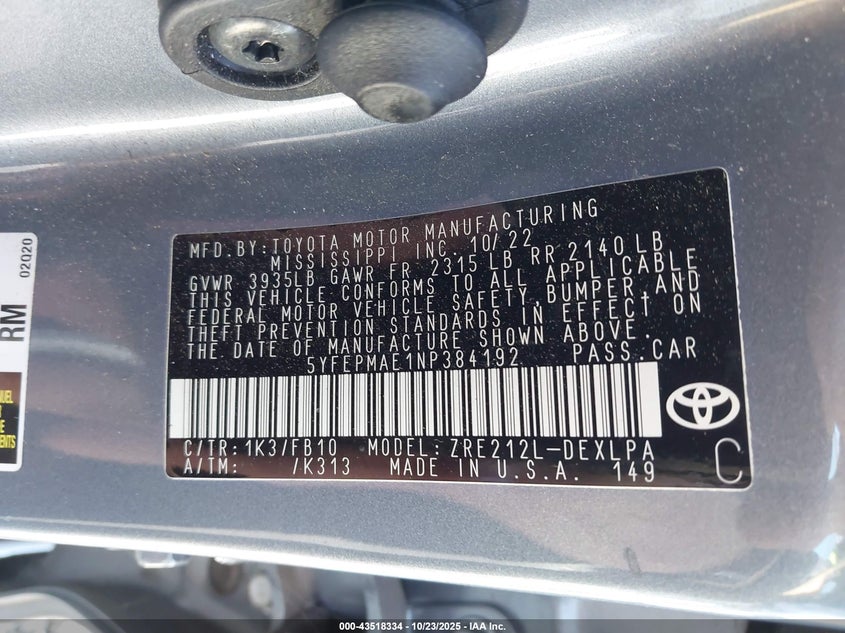 MFD.BY:TOYOTA MOTOR MANUFACTURING
MISSISSIPPI INC. 10/22
GVWR 3935LB GAWR FR 2315 LB RR 2140 LB
THIS VEHICLE CONFORMS TO ALL APPLICABLE
FEDERAL MOTOR VEHICLE SAFETY,BUMPER,AND
THEFT PREVENTION STANDARDS IN EFFECT ON
THE DATE OF MANUFACTURE SHOWN ABOVE.
5YFEPMAE1NP384192 PASS.CAR
C/TR:1K3/FB10 MODEL:ZRE212L-DEXLPA
A/TM: /K313 MADE IN U.S.A. 149
C
02020
RM
000-43518334 - 10/23/2025 - www.iaai.com